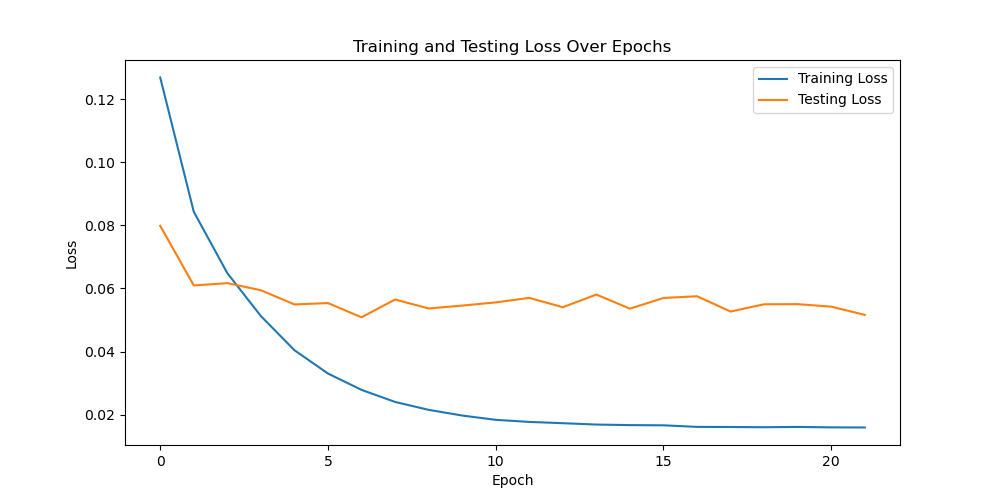 Training and Testing Loss Over Epochs
Training Loss
Testing Loss
0.12
0.10
0.08
0.06
0.04
0.02
Loss
0 5 10 15 20
Epoch